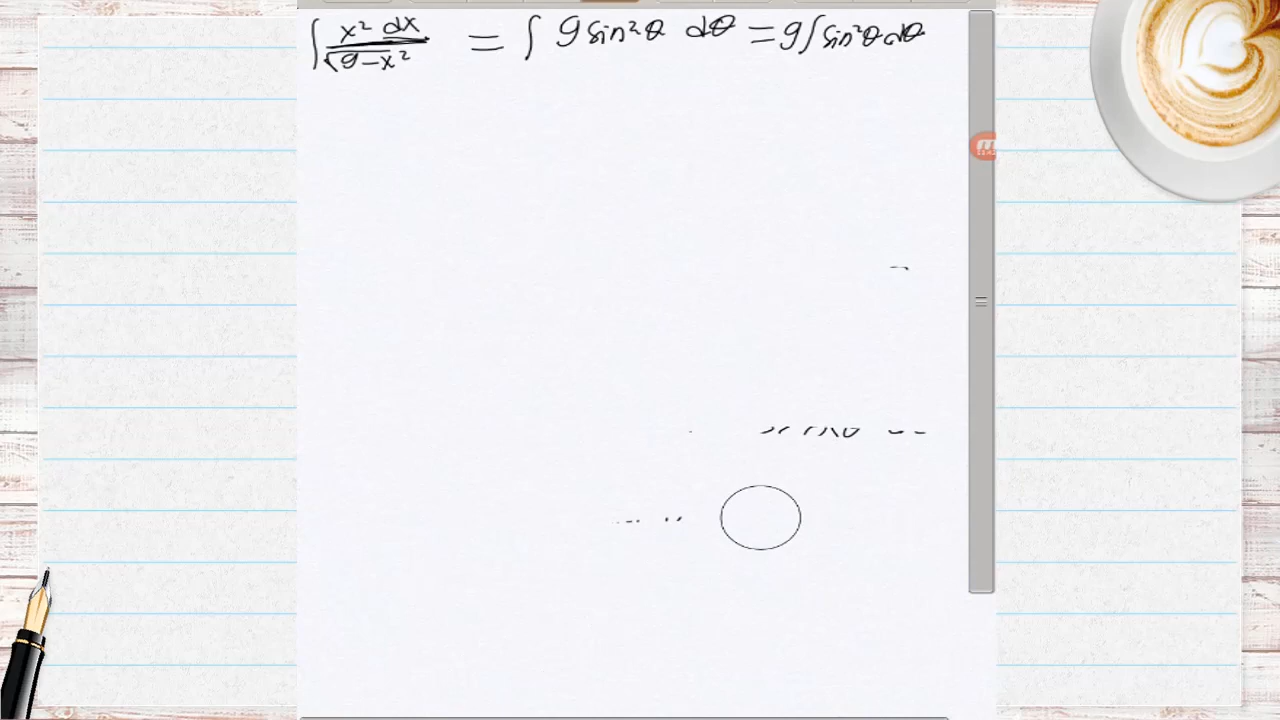 ∫ x² dx / √(9-x²) = ∫ 9 sin²θ dθ = 9∫ sin²θ dθ